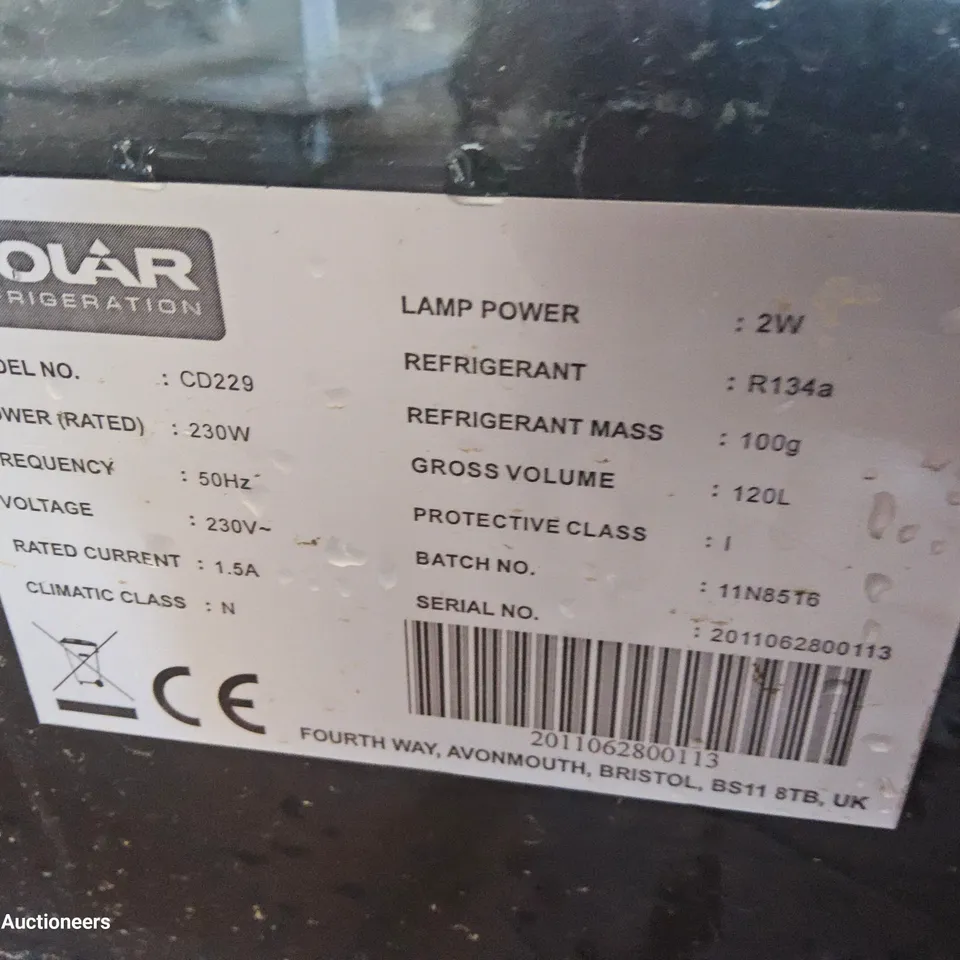 OLAR
RIGERATION
DEL NO. : CD229
OWER (RATED) : 230W
REQUENCY : 50Hz
VOLTAGE : 230V~
RATED CURRENT : 1.5A
CLIMATIC CLASS : N
LAMP POWER : 2W
REFRIGERANT : R134a
REFRIGERANT MASS : 100g
GROSS VOLUME : 120L
PROTECTIVE CLASS : I
BATCH NO. : 11N8516
SERIAL NO. : 2011062800113
CE
2011062800113
FOURTH WAY, AVONMOUTH, BRISTOL, BS11 8TB, UK
Auctioneers